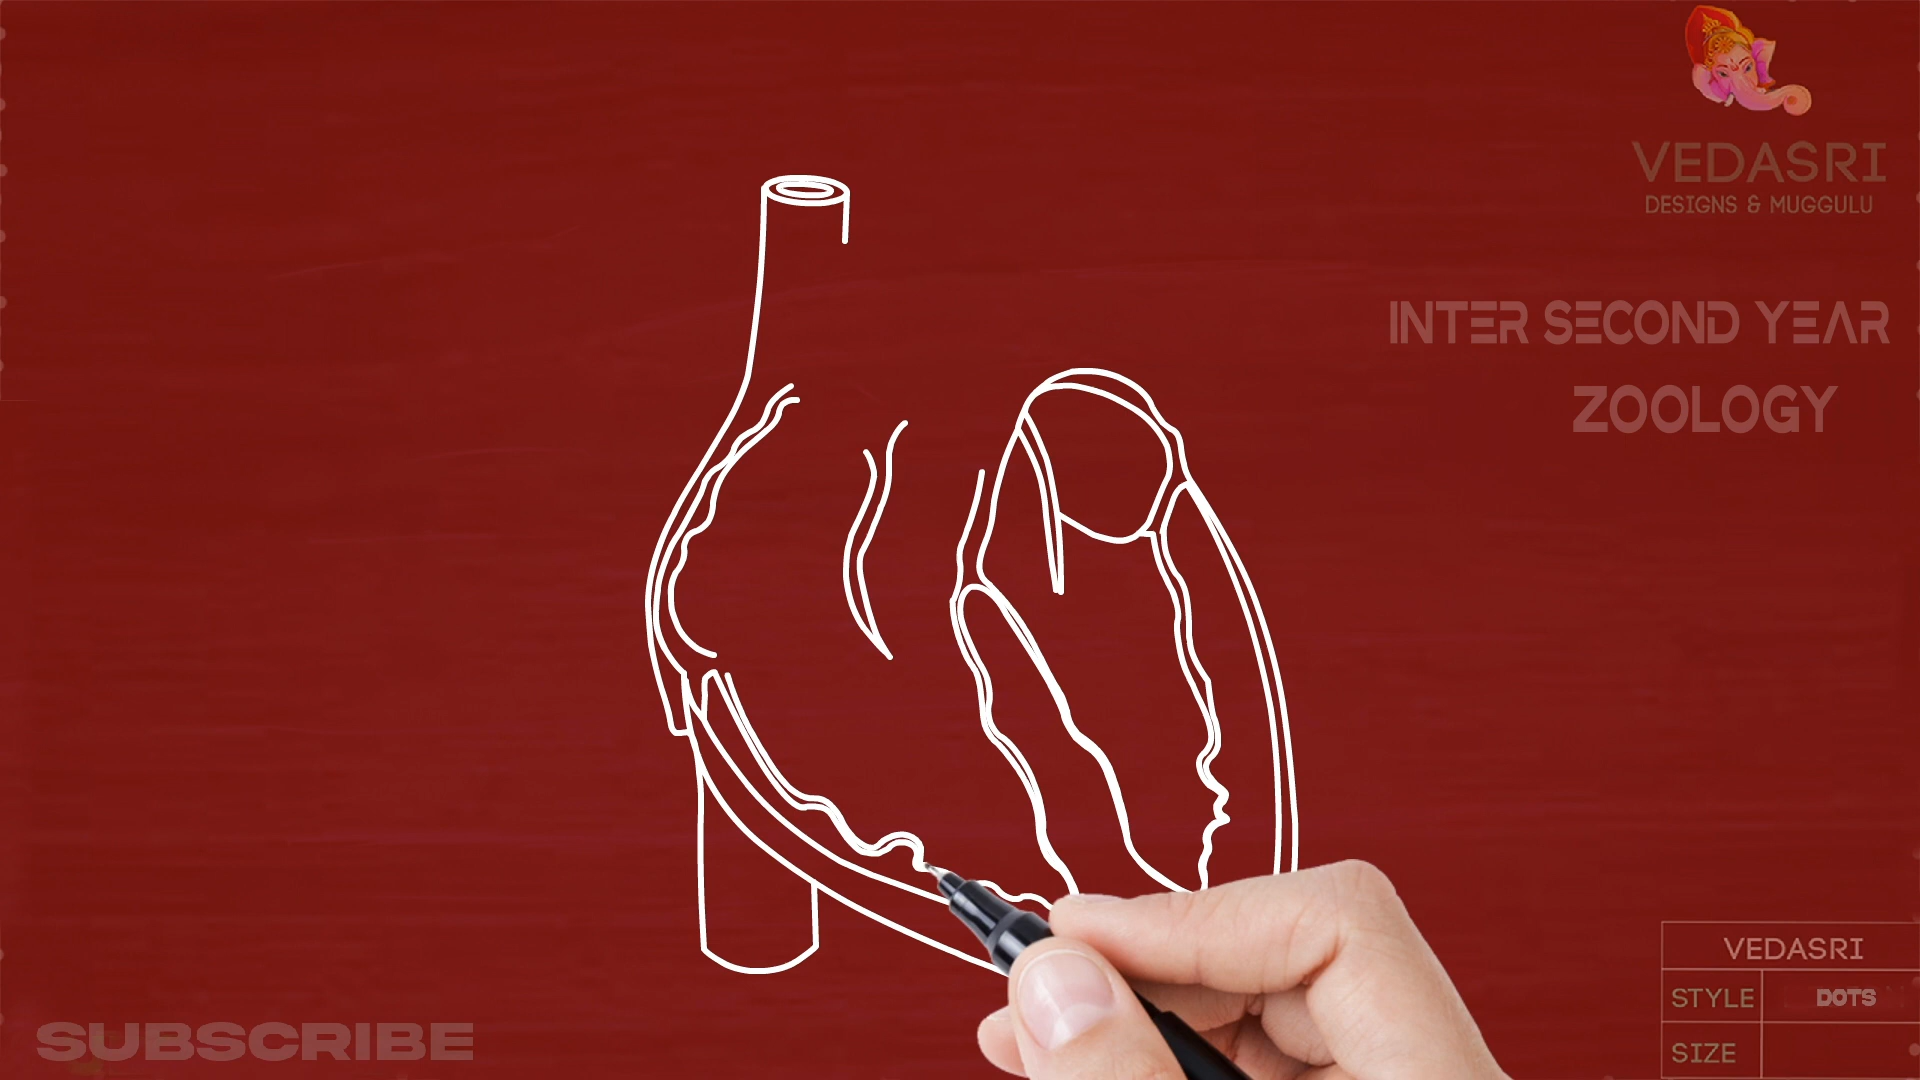 VEDASRI
DESIGNS & MUGGULU
INTER SECOND YEAR
ZOOLOGY
VEDASRI
STYLE DOTS
SIZE
SUBSCRIBE